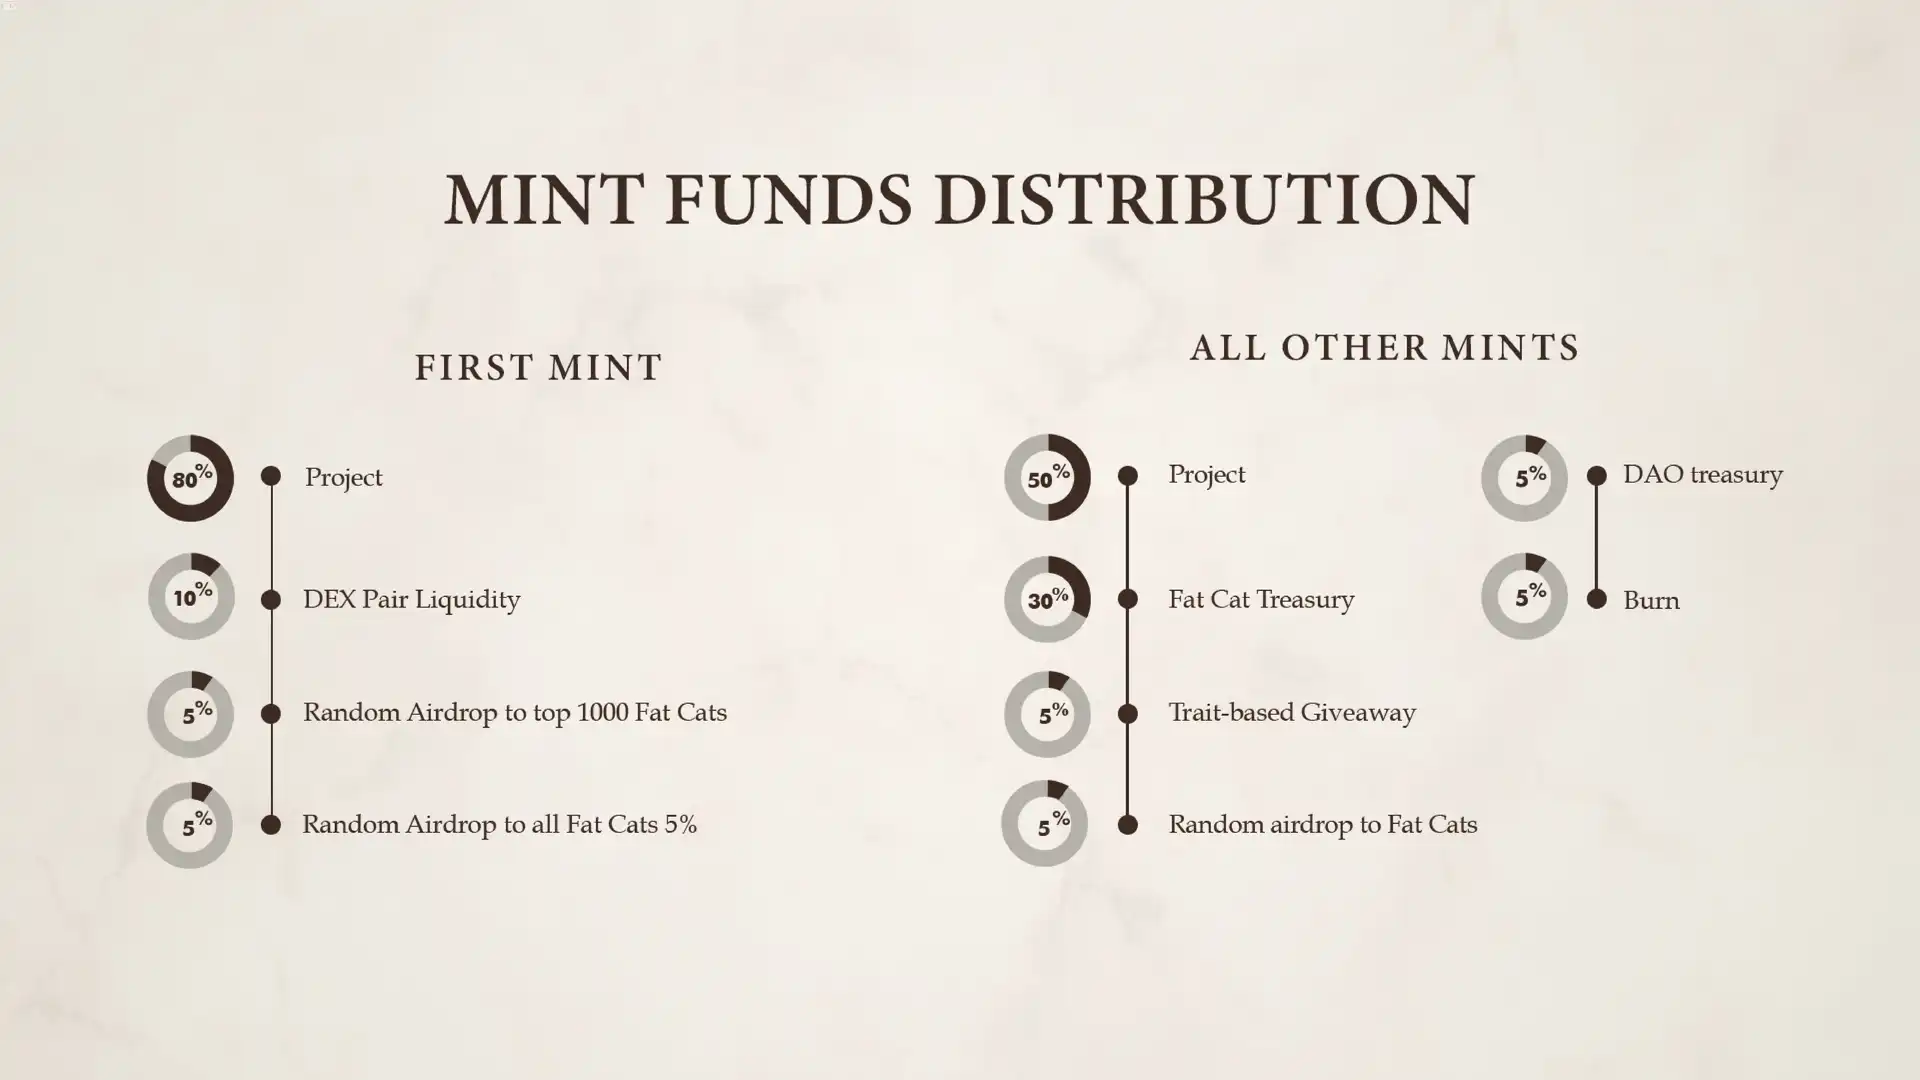 MINT FUNDS DISTRIBUTION
FIRST MINT
80% Project
10% DEX Pair Liquidity
5% Random Airdrop to top 1000 Fat Cats
5% Random Airdrop to all Fat Cats 5%
ALL OTHER MINTS
50% Project
30% Fat Cat Treasury
5% Trait-based Giveaway
5% Random airdrop to Fat Cats
5% DAO treasury
5% Burn